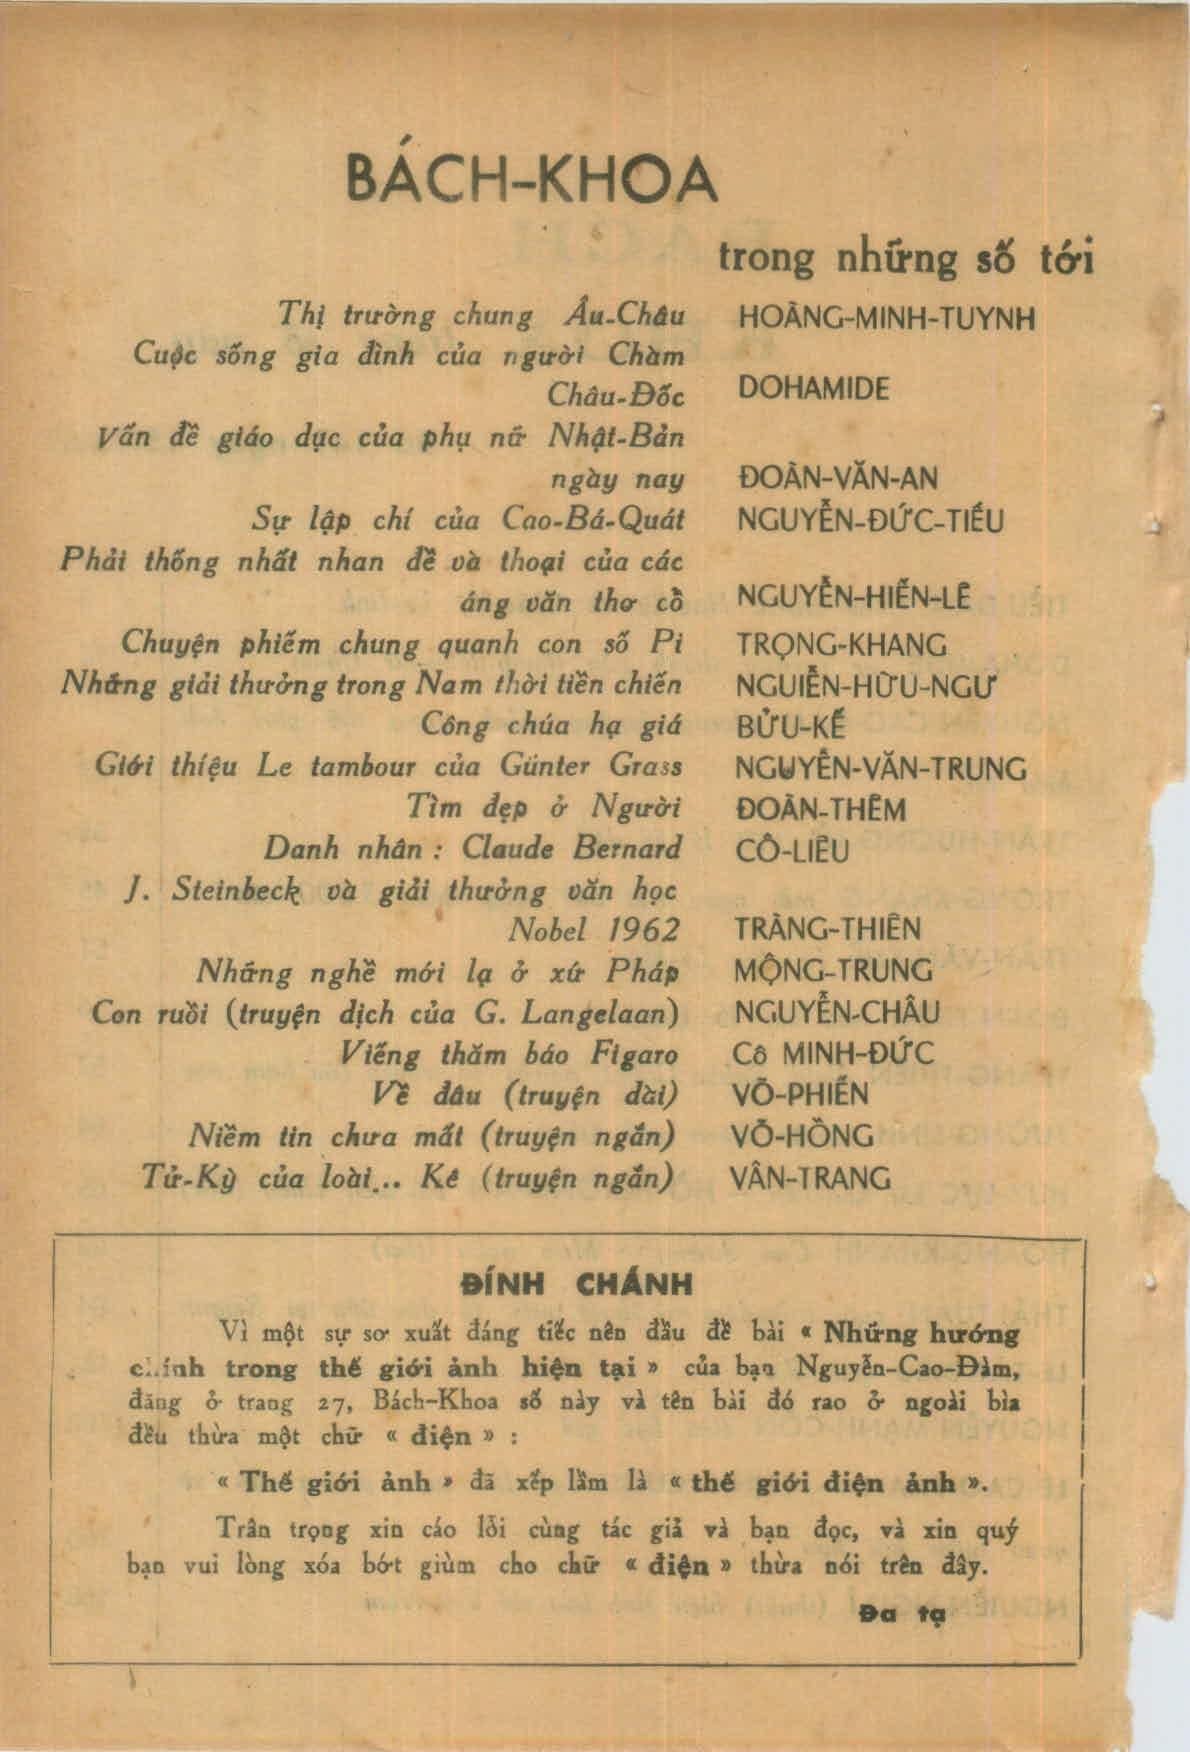 BÁCH-KHOA
trong những số tới
Thị trường chung Âu-Châu HOÀNG-MINH-TUYNH
Cuộc sống gia đình của người Chàm
Châu-Đốc DOHAMIDE
Vấn đề giáo dục của phụ nữ Nhật-Bản
ngày nay ĐOÀN-VĂN-AN
Sự lập chí của Cao-Bá-Quát NGUYỄN-ĐỨC-TIẾU
Phải thống nhất nhan đề và thoại của các
áng văn thơ cổ NGUYỄN-HIẾN-LÊ
Chuyện phiếm chung quanh con số Pi TRỌNG-KHANG
Những giải thưởng trong Nam thời tiền chiến NGUIỄN-HỮU-NGƯ
Công chúa hạ giá BỬU-KẾ
Giới thiệu Le tambour của Günter Grass NGUYỄN-VĂN-TRUNG
Tìm đẹp ở Người ĐOÀN-THÊM
Danh nhân : Claude Bernard CÔ-LIÊU
J. Steinbeck và giải thưởng văn học
Nobel 1962 TRÀNG-THIÊN
Những nghề mới lạ ở xứ Pháp MỘNG-TRUNG
Con ruồi (truyện dịch của G. Langelaan) NGUYỄN-CHÂU
Viếng thăm báo Figaro Cô MINH-ĐỨC
Về đâu (truyện dài) VÕ-PHIẾN
Niềm tin chưa mất (truyện ngắn) VÕ-HỒNG
Tử-Kỳ của loài... Kê (truyện ngắn) VÂN-TRANG
ĐÍNH CHÁNH
Vì một sự sơ xuất đáng tiếc nên đầu đề bài « Những hướng
chính trong thế giới ảnh hiện tại » của bạn Nguyễn-Cao-Đàm,
đăng ở trang 27, Bách-Khoa số này và tên bài đó rao ở ngoài bìa
đều thừa một chữ « điện » :
« Thế giới ảnh » đã xếp lầm là « thế giới điện ảnh ».
Trân trọng xin cáo lỗi cùng tác giả và bạn đọc, và xin quý
bạn vui lòng xóa bớt giùm cho chữ « điện » thừa nói trên đây.
Đa tạ